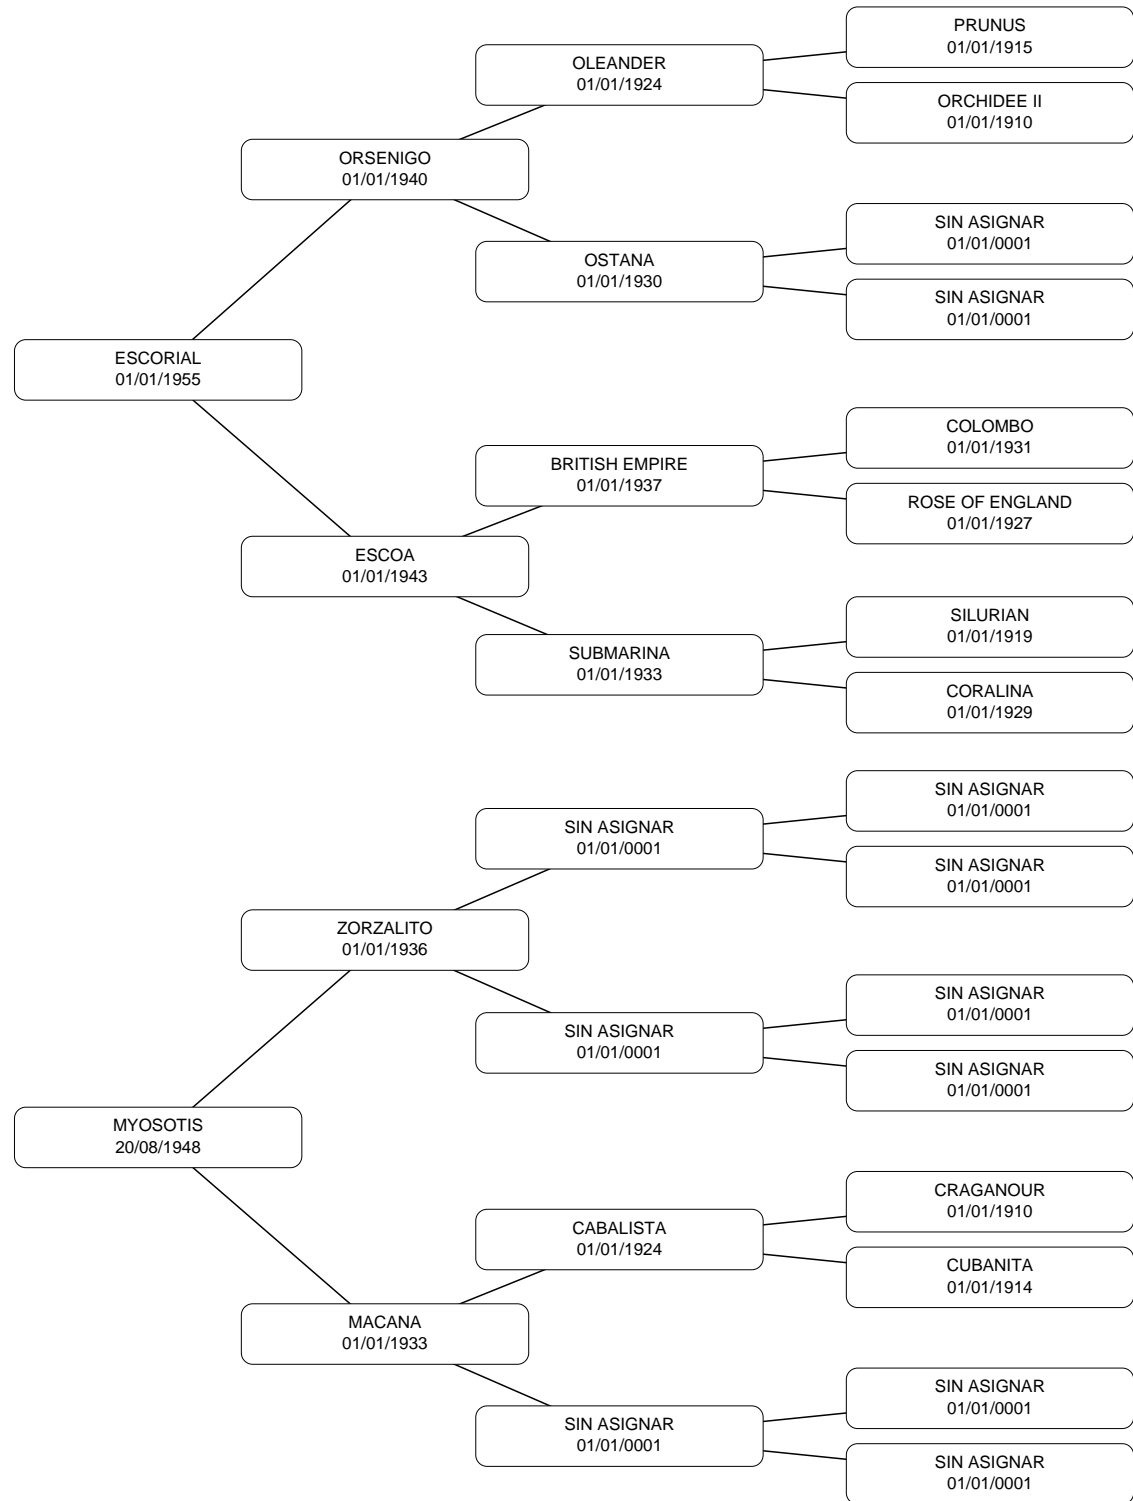 PRUNUS
01/01/1915
OLEANDER
01/01/1924
ORCHIDEE II
01/01/1910
ORSENIGO
01/01/1940
SIN ASIGNAR
01/01/0001
OSTANA
01/01/1930
SIN ASIGNAR
01/01/0001
ESCORIAL
01/01/1955
COLOMBO
01/01/1931
BRITISH EMPIRE
01/01/1937
ROSE OF ENGLAND
01/01/1927
ESCOA
01/01/1943
SILURIAN
01/01/1919
SUBMARINA
01/01/1933
CORALINA
01/01/1929
SIN ASIGNAR
01/01/0001
SIN ASIGNAR
01/01/0001
SIN ASIGNAR
01/01/0001
ZORZALITO
01/01/1936
SIN ASIGNAR
01/01/0001
SIN ASIGNAR
01/01/0001
SIN ASIGNAR
01/01/0001
MYOSOTIS
20/08/1948
CRAGANOUR
01/01/1910
CABALISTA
01/01/1924
CUBANITA
01/01/1914
MACANA
01/01/1933
SIN ASIGNAR
01/01/0001
SIN ASIGNAR
01/01/0001
SIN ASIGNAR
01/01/0001